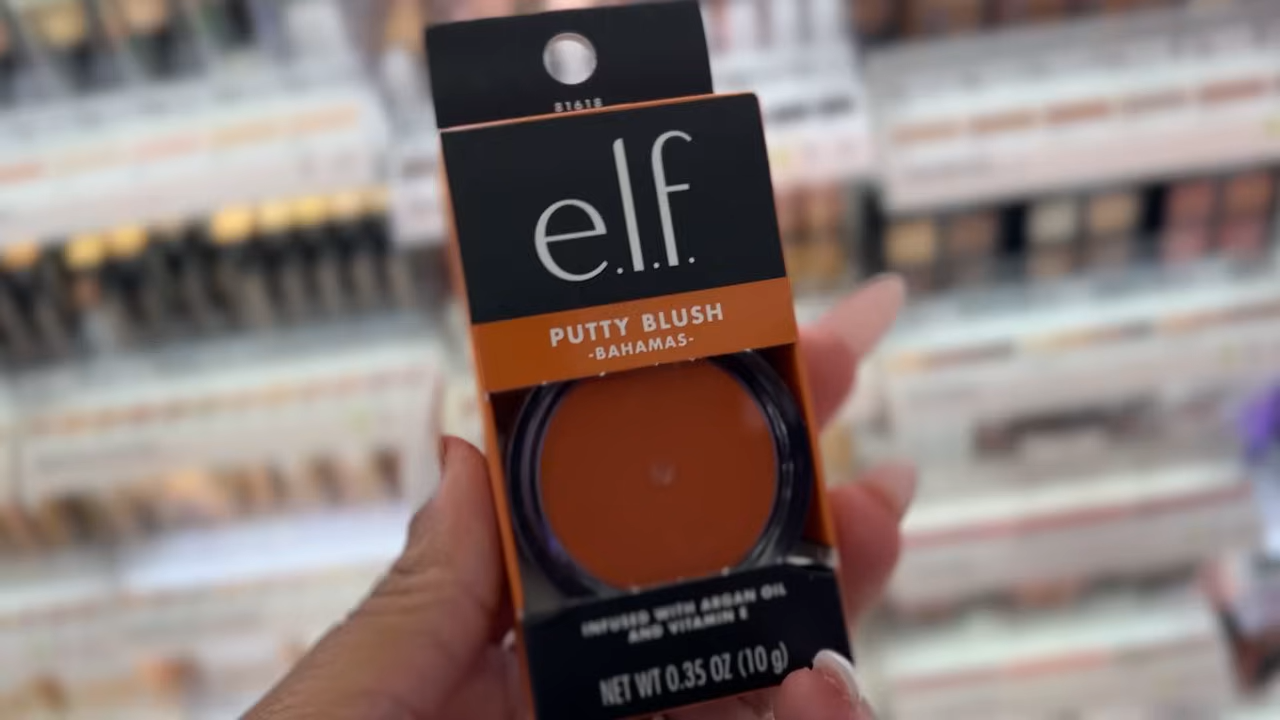 81618
e.l.f.
PUTTY BLUSH
-BAHAMAS-
INFUSED WITH ARGAN OIL
AND VITAMIN E
NET WT 0.35 OZ (10 g)